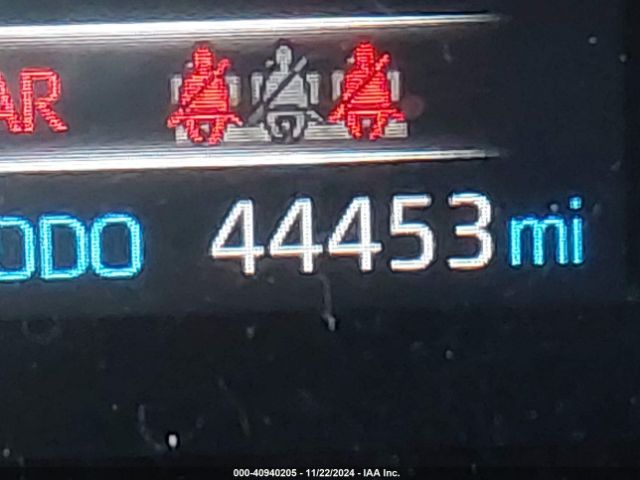 AR
ODO 44453 mi
000-40940205 - 11/22/2024 - IAA Inc.